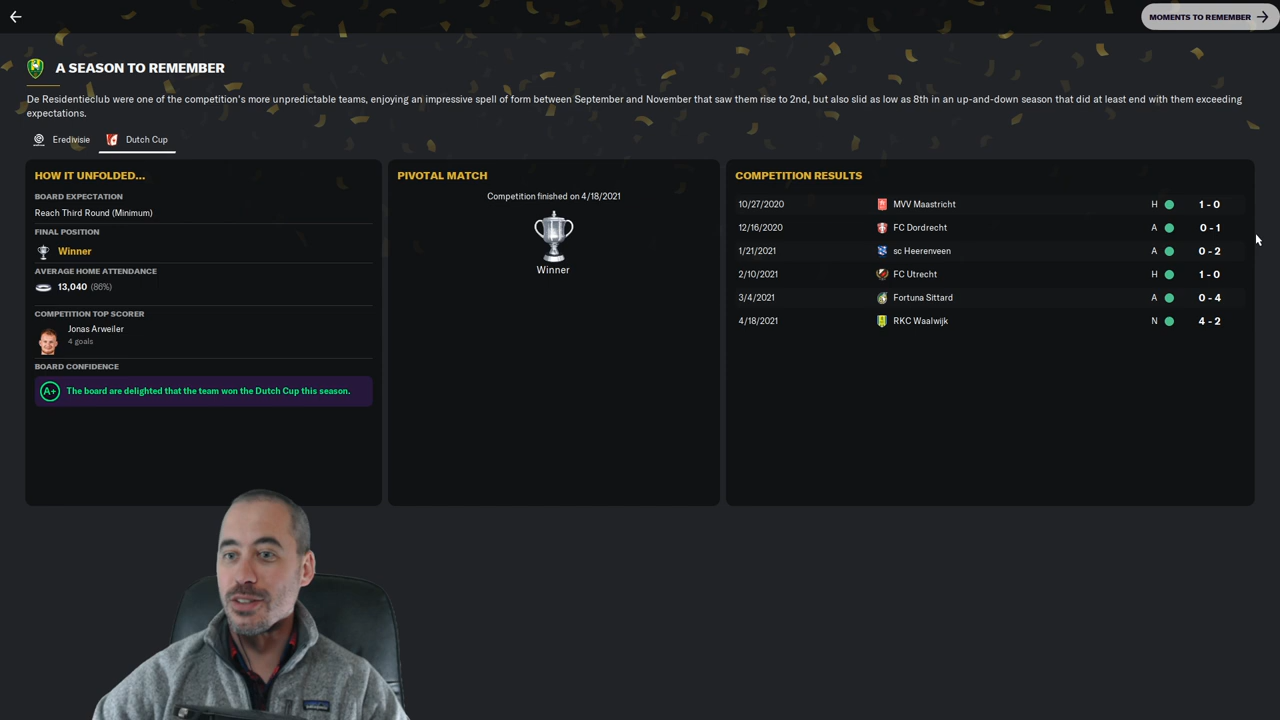 MOMENTS TO REMEMBER
A SEASON TO REMEMBER
De Residentieclub were one of the competition's more unpredictable teams, enjoying an impressive spell of form between September and November that saw them rise to 2nd, but also slid as low as 8th in an up-and-down season that did at least end with them exceeding
expectations.
Eredivisie Dutch Cup
HOW IT UNFOLDED...
BOARD EXPECTATION
Reach Third Round (Minimum)
FINAL POSITION
Winner
AVERAGE HOME ATTENDANCE
13,040 (86%)
COMPETITION TOP SCORER
Jonas Arweiler
4 goals
BOARD CONFIDENCE
A+ The board are delighted that the team won the Dutch Cup this season.
PIVOTAL MATCH
Competition finished on 4/18/2021
Winner
COMPETITION RESULTS
10/27/2020 MVV Maastricht H 1 - 0
12/16/2020 FC Dordrecht A 0 - 1
1/21/2021 sc Heerenveen A 0 - 2
2/10/2021 FC Utrecht H 1 - 0
3/4/2021 Fortuna Sittard A 0 - 4
4/18/2021 RKC Waalwijk N 4 - 2